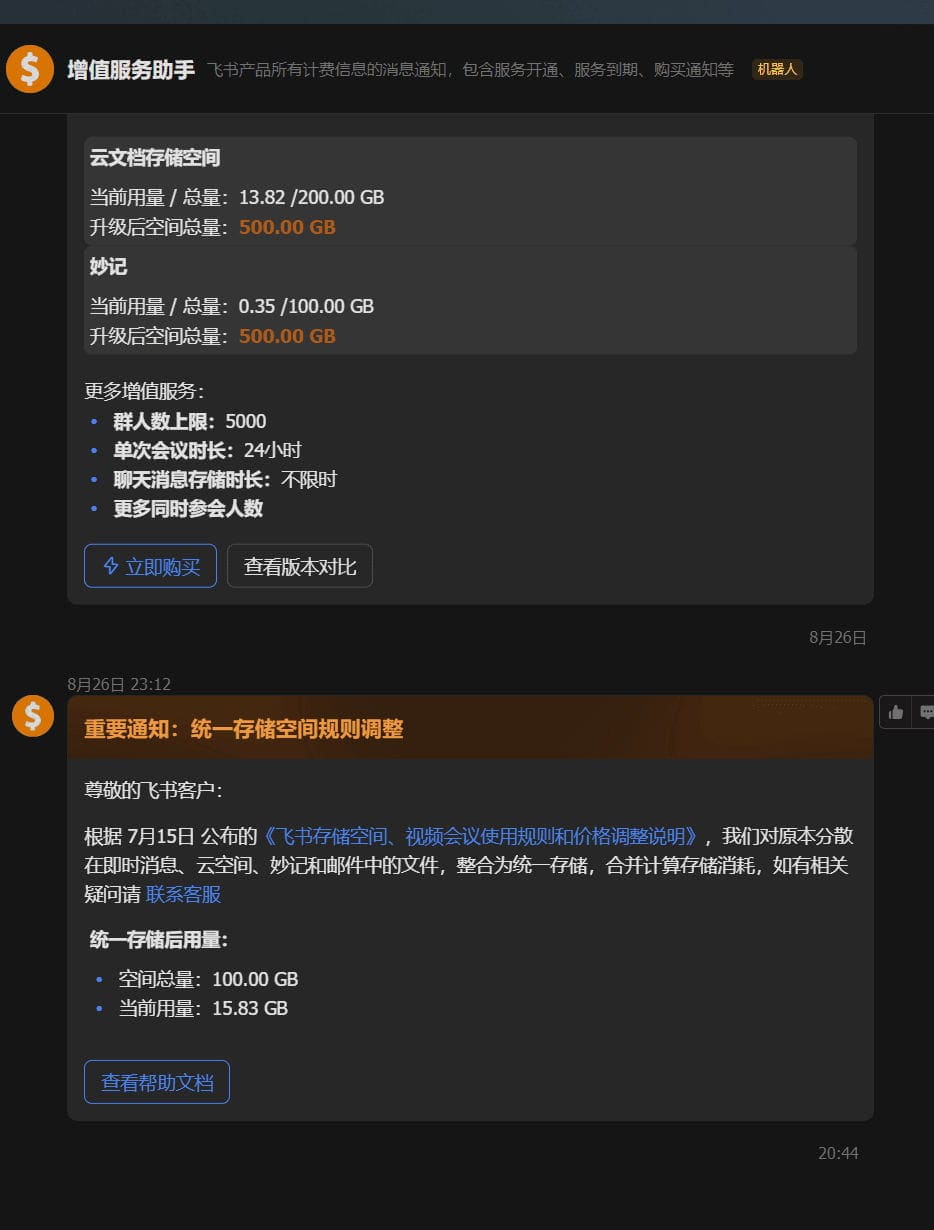 增值服务助手 飞书产品所有计费信息的消息通知，包含服务开通、服务到期、购买通知等 机器人
云文档存储空间
当前用量 / 总量：13.82 /200.00 GB
升级后空间总量：500.00 GB
妙记
当前用量 / 总量：0.35 /100.00 GB
升级后空间总量：500.00 GB
更多增值服务：
• 群人数上限：5000
• 单次会议时长：24小时
• 聊天消息存储时长：不限时
• 更多同时参会人数
立即购买 查看版本对比
8月26日
8月26日 23:12
重要通知：统一存储空间规则调整
尊敬的飞书客户：
根据 7月15日 公布的《飞书存储空间、视频会议使用规则和价格调整说明》，我们对原本分散
在即时消息、云空间、妙记和邮件中的文件，整合为统一存储，合并计算存储消耗，如有相关
疑问请 联系客服
统一存储后用量：
• 空间总量：100.00 GB
• 当前用量：15.83 GB
查看帮助文档
20:44